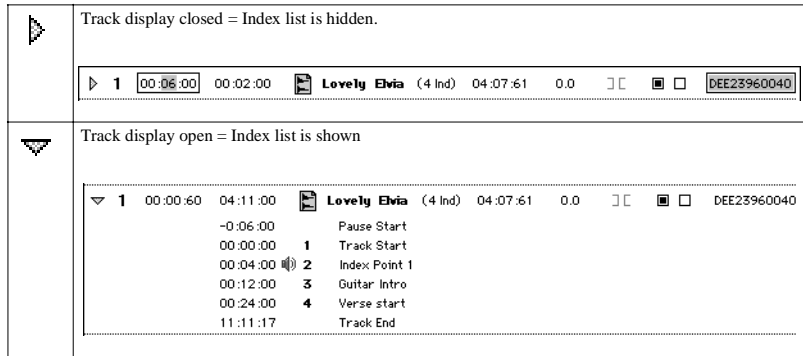 Track display closed = Index list is hidden.
1 00:06:00 00:02:00 Lovely Elvia (4 Ind) 04:07:61 0.0 ][ DEE23960040
Track display open = Index list is shown
1 00:00:60 04:11:00 Lovely Elvia (4 Ind) 04:07:61 0.0 ][ DEE23960040
-0:06:00 Pause Start
00:00:00 1 Track Start
00:04:00 2 Index Point 1
00:12:00 3 Guitar Intro
00:24:00 4 Verse start
11:11:17 Track End